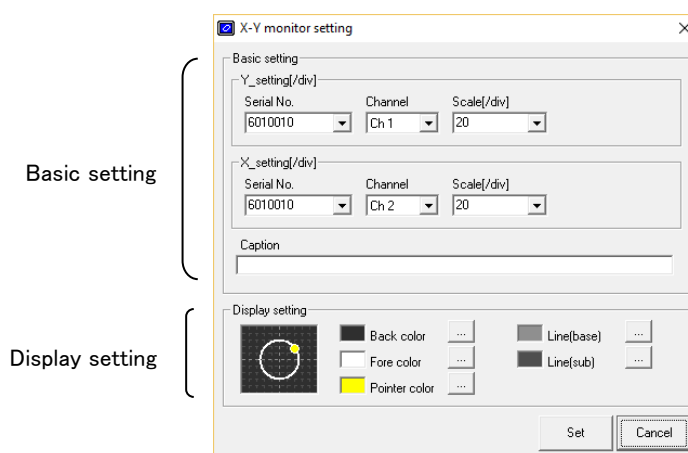 X-Y monitor setting
Basic setting
Basic setting
Y_setting[/div]
Serial No. Channel Scale[/div]
6010010 Ch 1 20
X_setting[/div]
Serial No. Channel Scale[/div]
6010010 Ch 2 20
Caption
Display setting
Display setting
Back color ... Line(base) ...
Fore color ... Line(sub) ...
Pointer color ...
Set Cancel